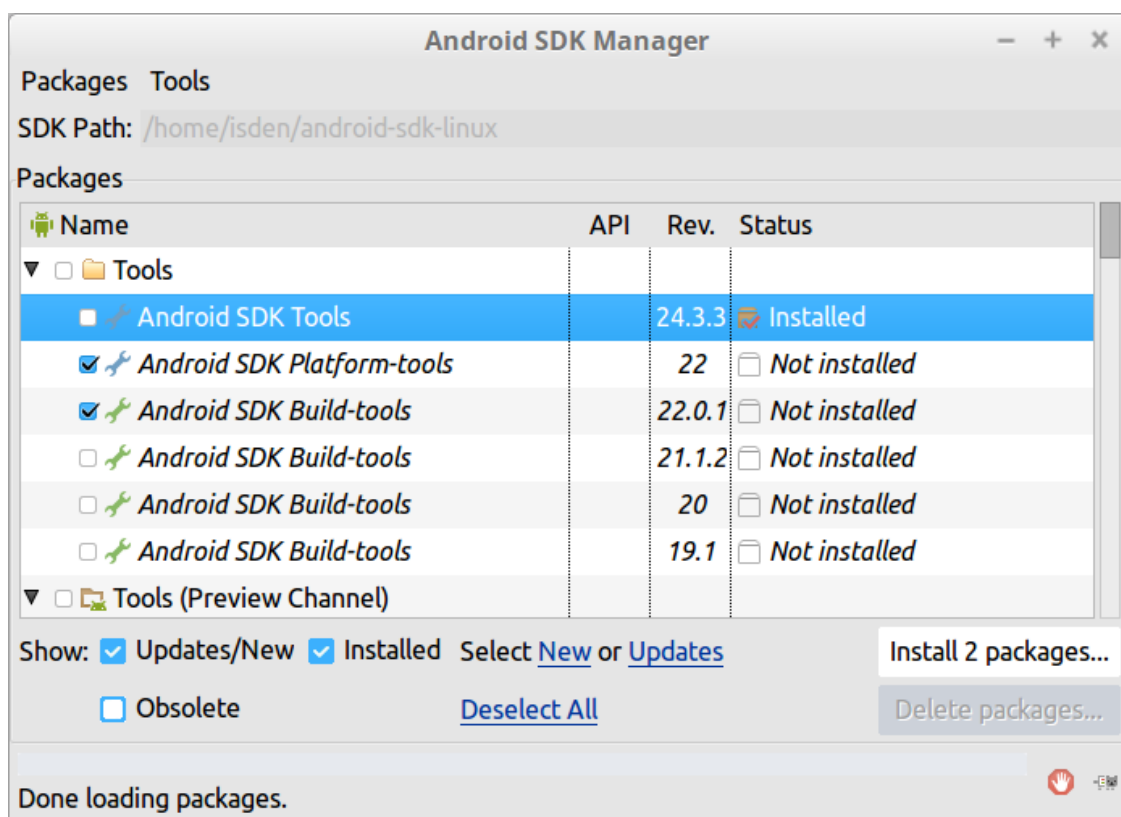 Android SDK Manager
Packages Tools
SDK Path: /home/isden/android-sdk-linux
Packages
Name API Rev. Status
Tools
Android SDK Tools 24.3.3 Installed
Android SDK Platform-tools 22 Not installed
Android SDK Build-tools 22.0.1 Not installed
Android SDK Build-tools 21.1.2 Not installed
Android SDK Build-tools 20 Not installed
Android SDK Build-tools 19.1 Not installed
Tools (Preview Channel)
Show: Updates/New Installed Select New or Updates Install 2 packages...
Obsolete Deselect All Delete packages...
Done loading packages.